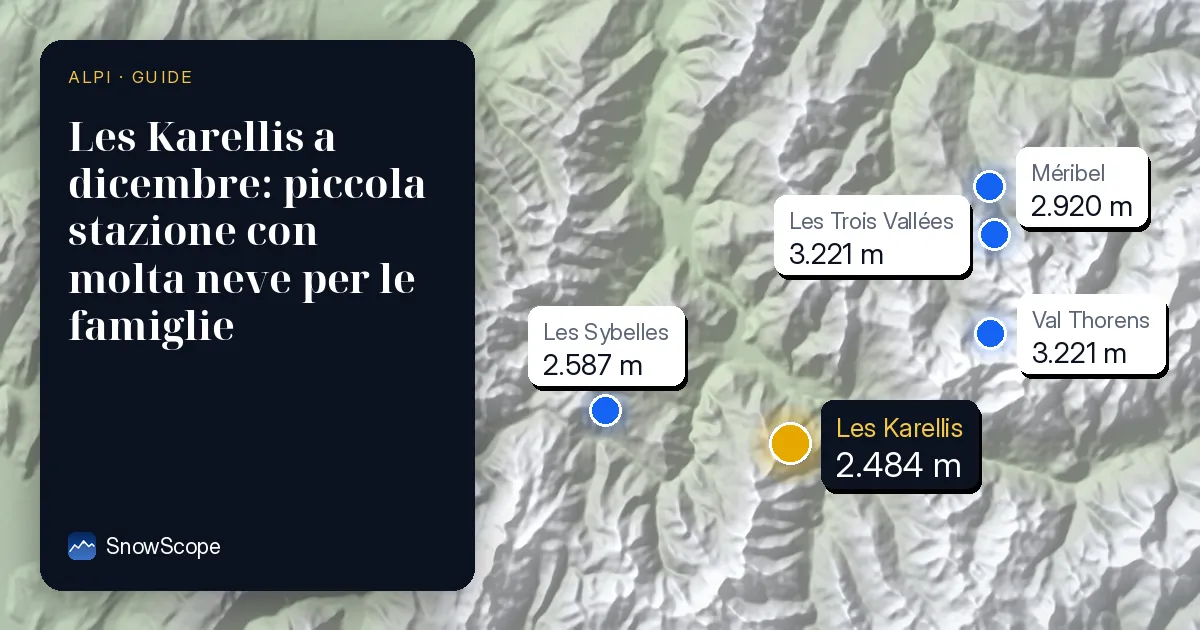 ALPI · GUIDE
Les Karellis a
dicembre: piccola
stazione con
molta neve per le
famiglie
SnowScope
Méribel
2.920 m
Les Trois Vallées
3.221 m
Val Thorens
3.221 m
Les Sybelles
2.587 m
Les Karellis
2.484 m